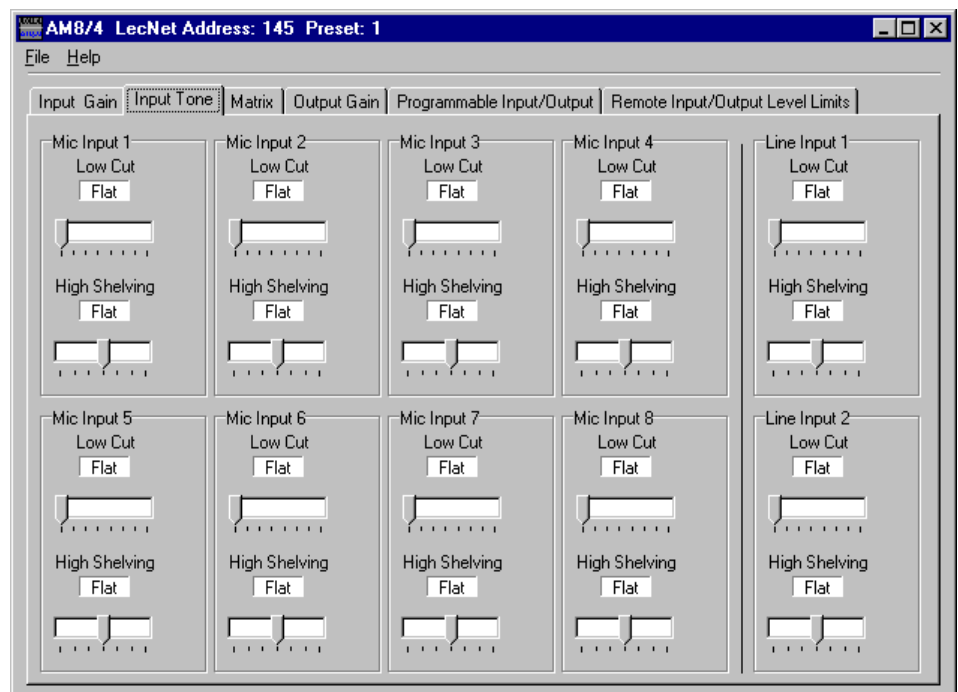 AM8/4 LecNet Address: 145 Preset: 1
File Help
Input Gain Input Tone Matrix Output Gain Programmable Input/Output Remote Input/Output Level Limits
Mic Input 1 Mic Input 2 Mic Input 3 Mic Input 4 Line Input 1
Low Cut Low Cut Low Cut Low Cut Low Cut
Flat Flat Flat Flat Flat
High Shelving High Shelving High Shelving High Shelving High Shelving
Flat Flat Flat Flat Flat
Mic Input 5 Mic Input 6 Mic Input 7 Mic Input 8 Line Input 2
Low Cut Low Cut Low Cut Low Cut Low Cut
Flat Flat Flat Flat Flat
High Shelving High Shelving High Shelving High Shelving High Shelving
Flat Flat Flat Flat Flat